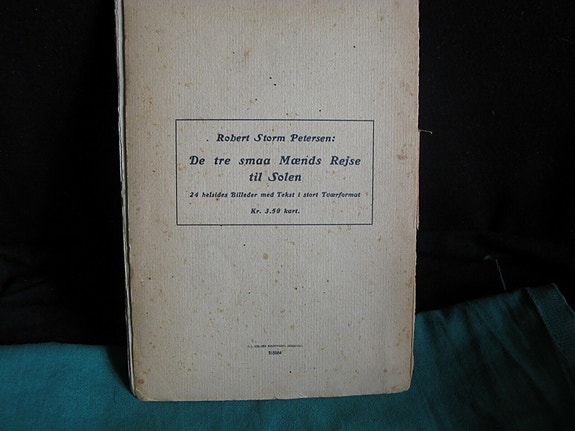 Robert Storm Petersen:
De tre smaa Mænds Rejse
til Solen
24 helsides Billeder med Tekst i stort Tværformat
Kr. 3.50 kart.